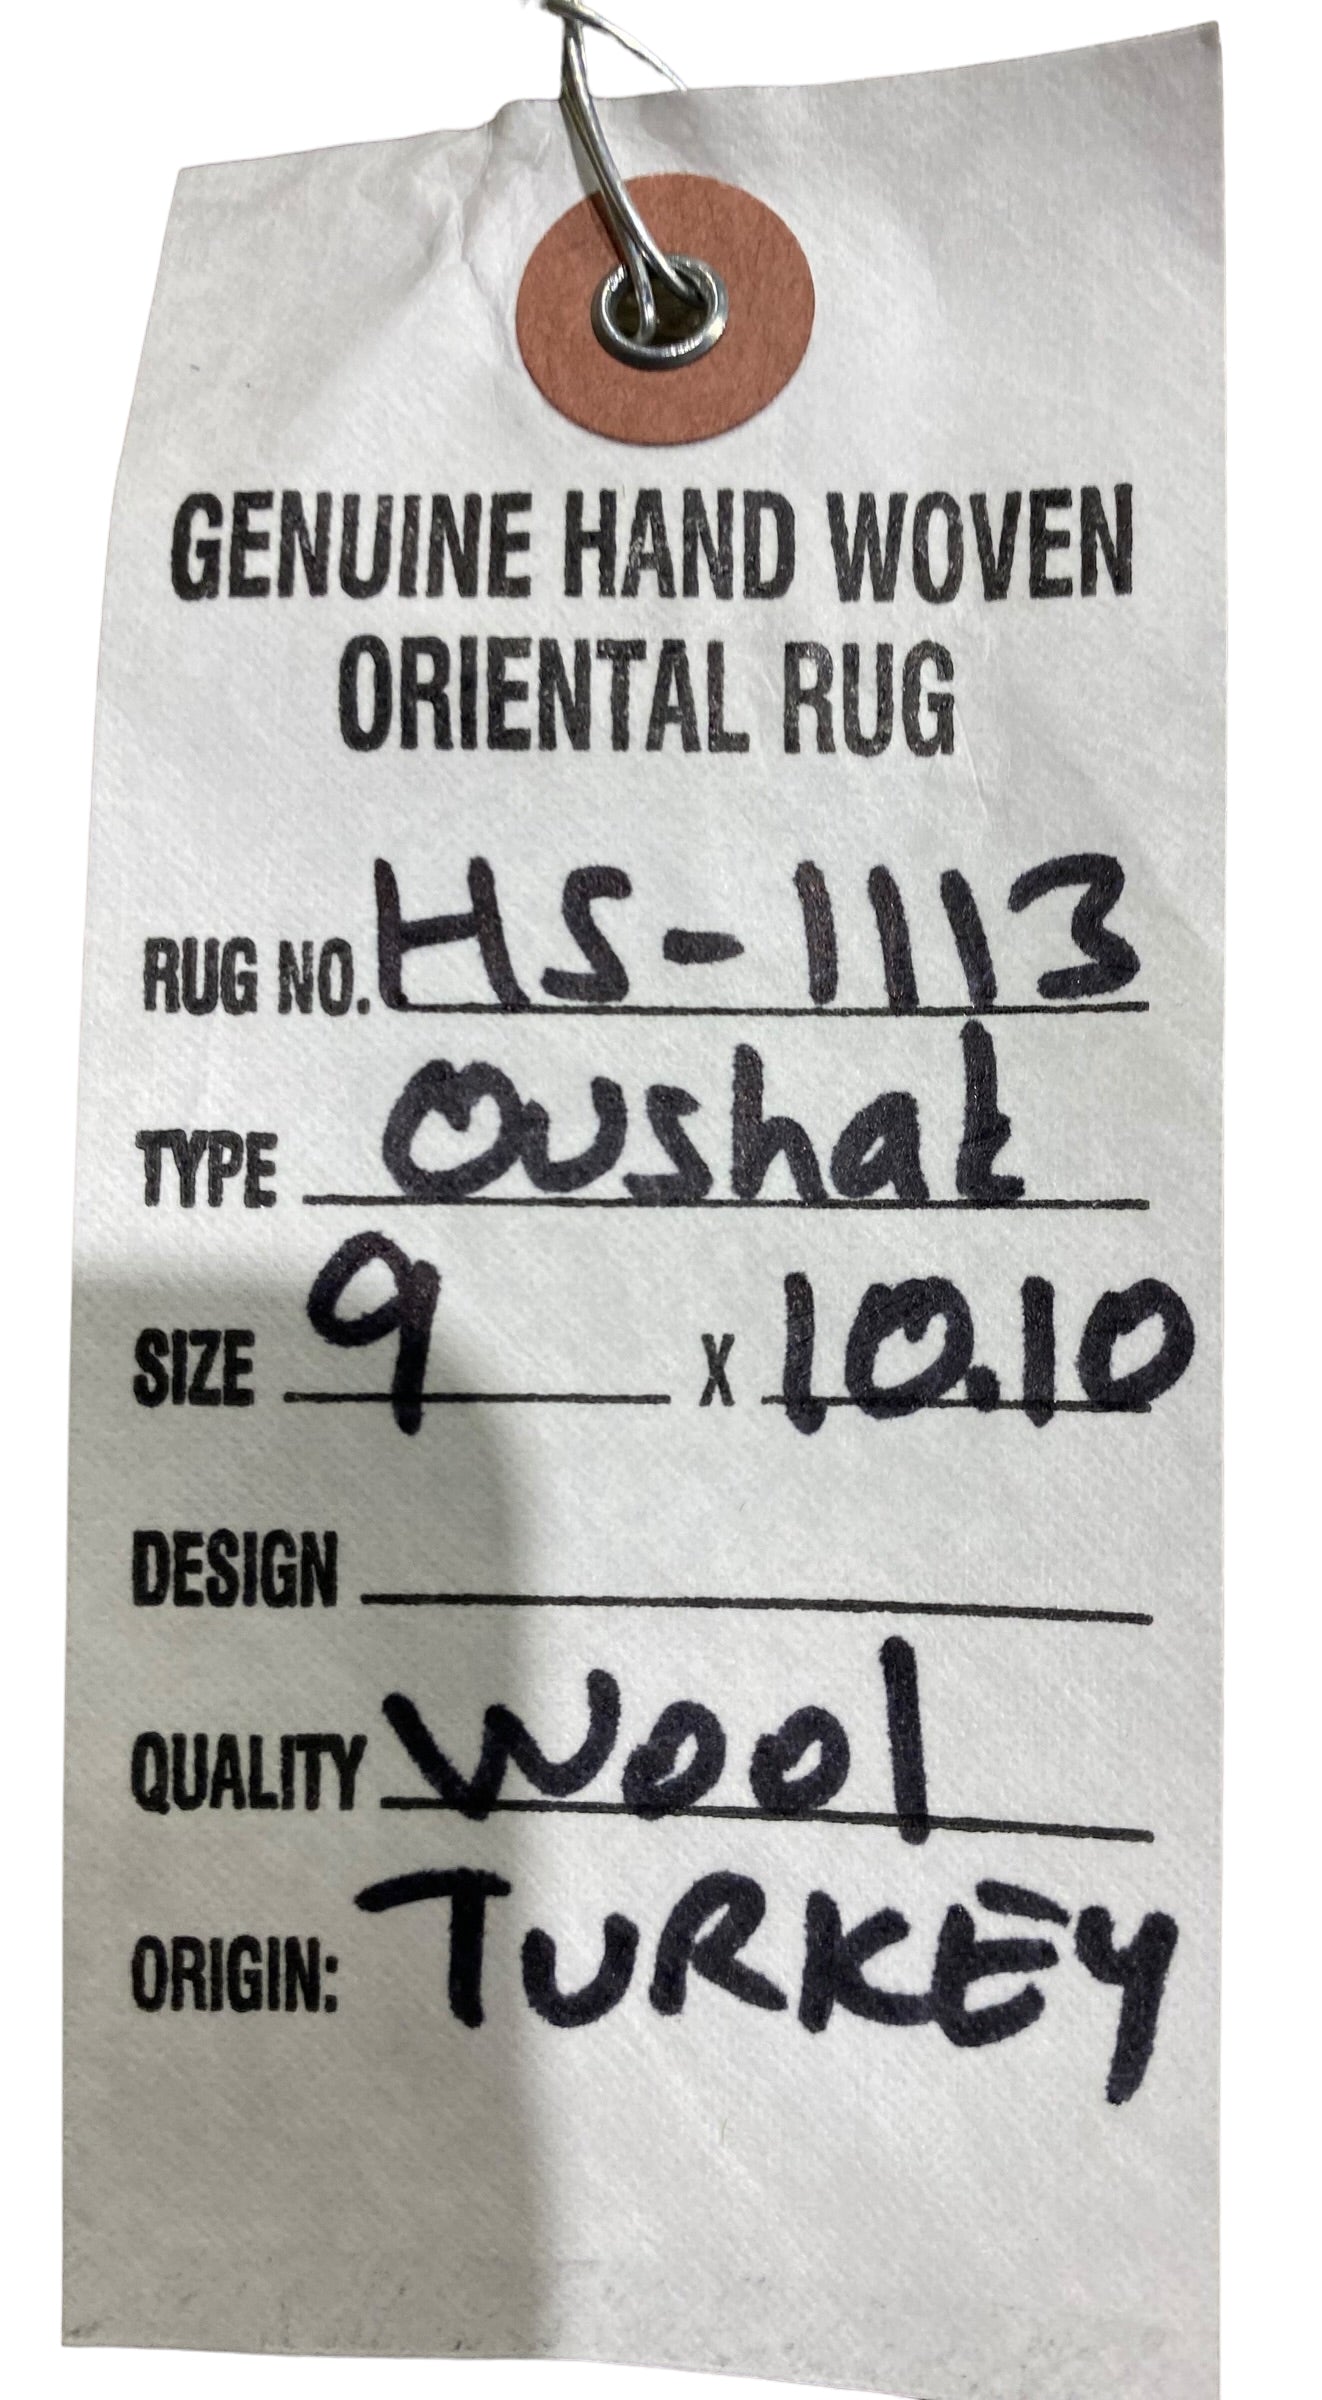 GENUINE HAND WOVEN
ORIENTAL RUG
RUG NO. HS-1113
TYPE Oushak
SIZE 9 X 10.10
DESIGN
QUALITY Wool
ORIGIN: TURKEY